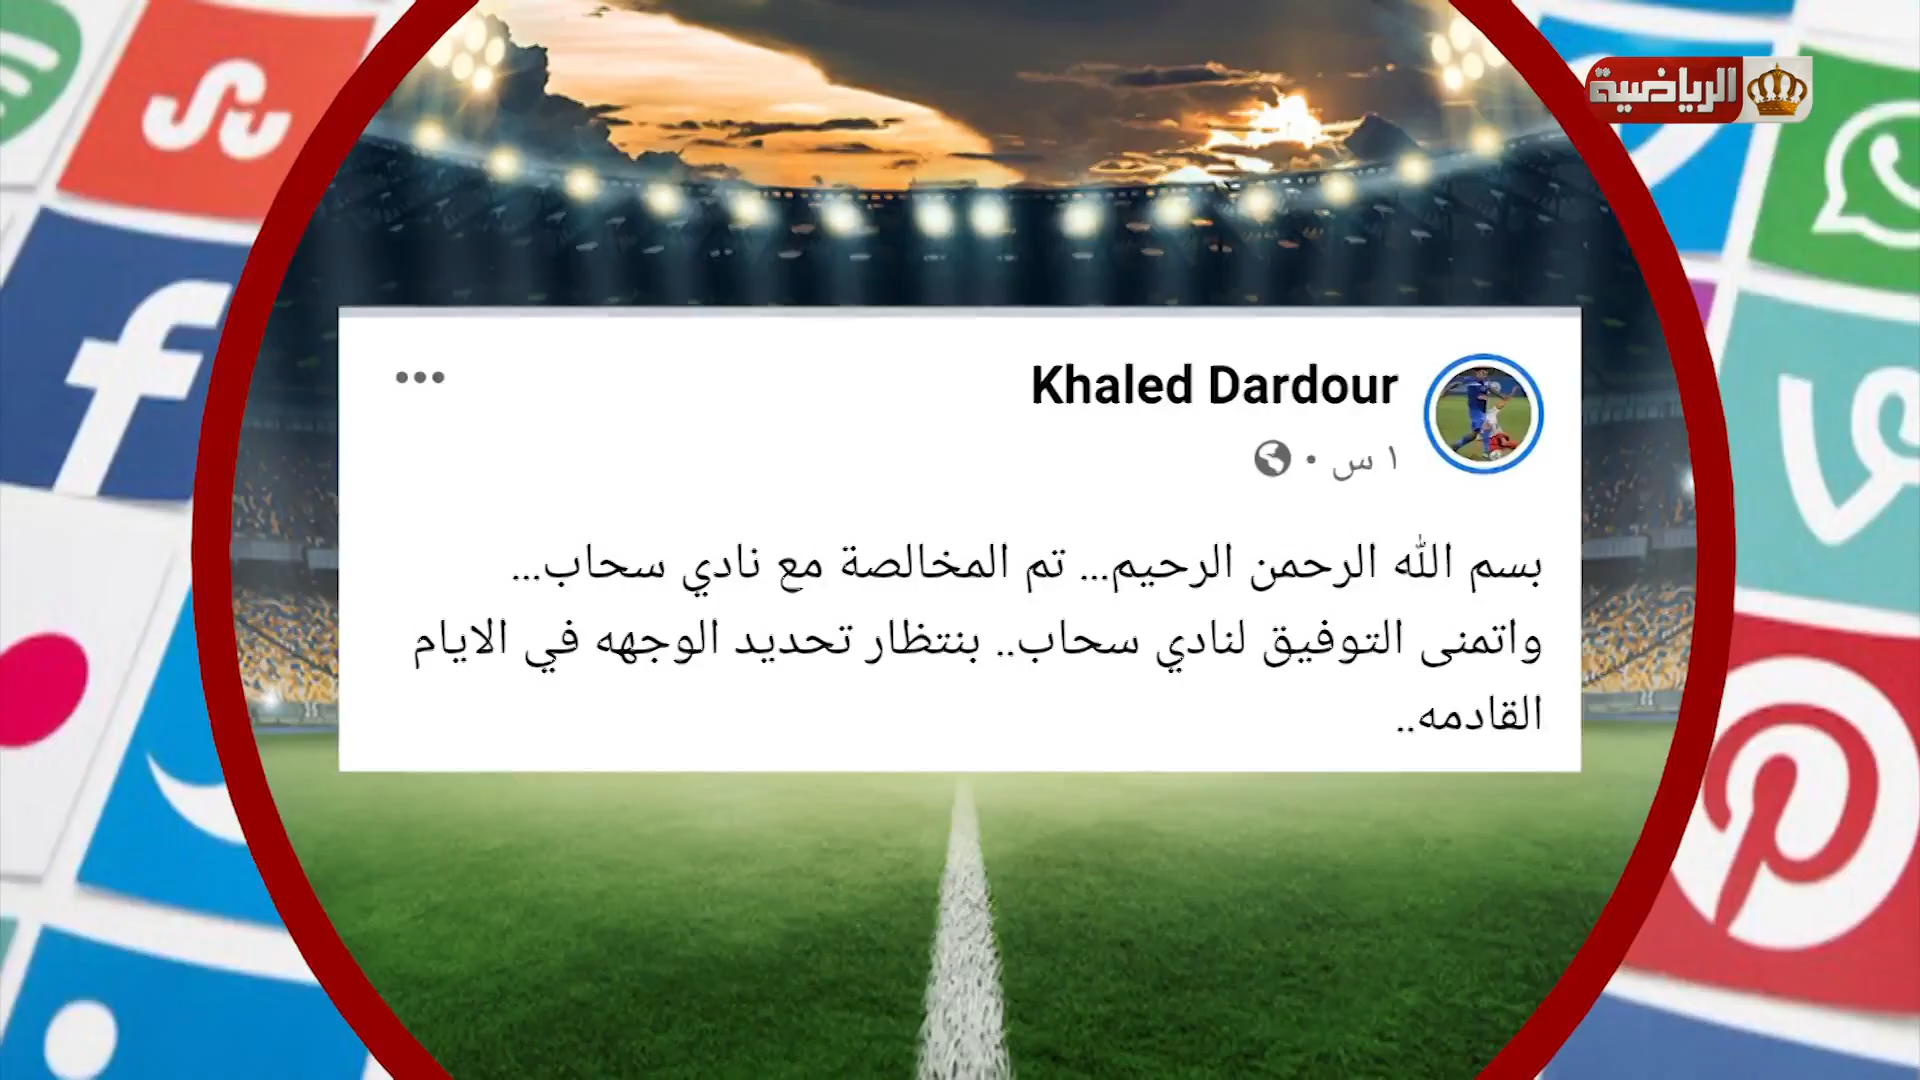 الرياضية
Khaled Dardour
١ س
بسم الله الرحمن الرحيم... تم المخالصة مع نادي سحاب...
واتمنى التوفيق لنادي سحاب.. بنتظار تحديد الوجهه في الايام
القادمه..